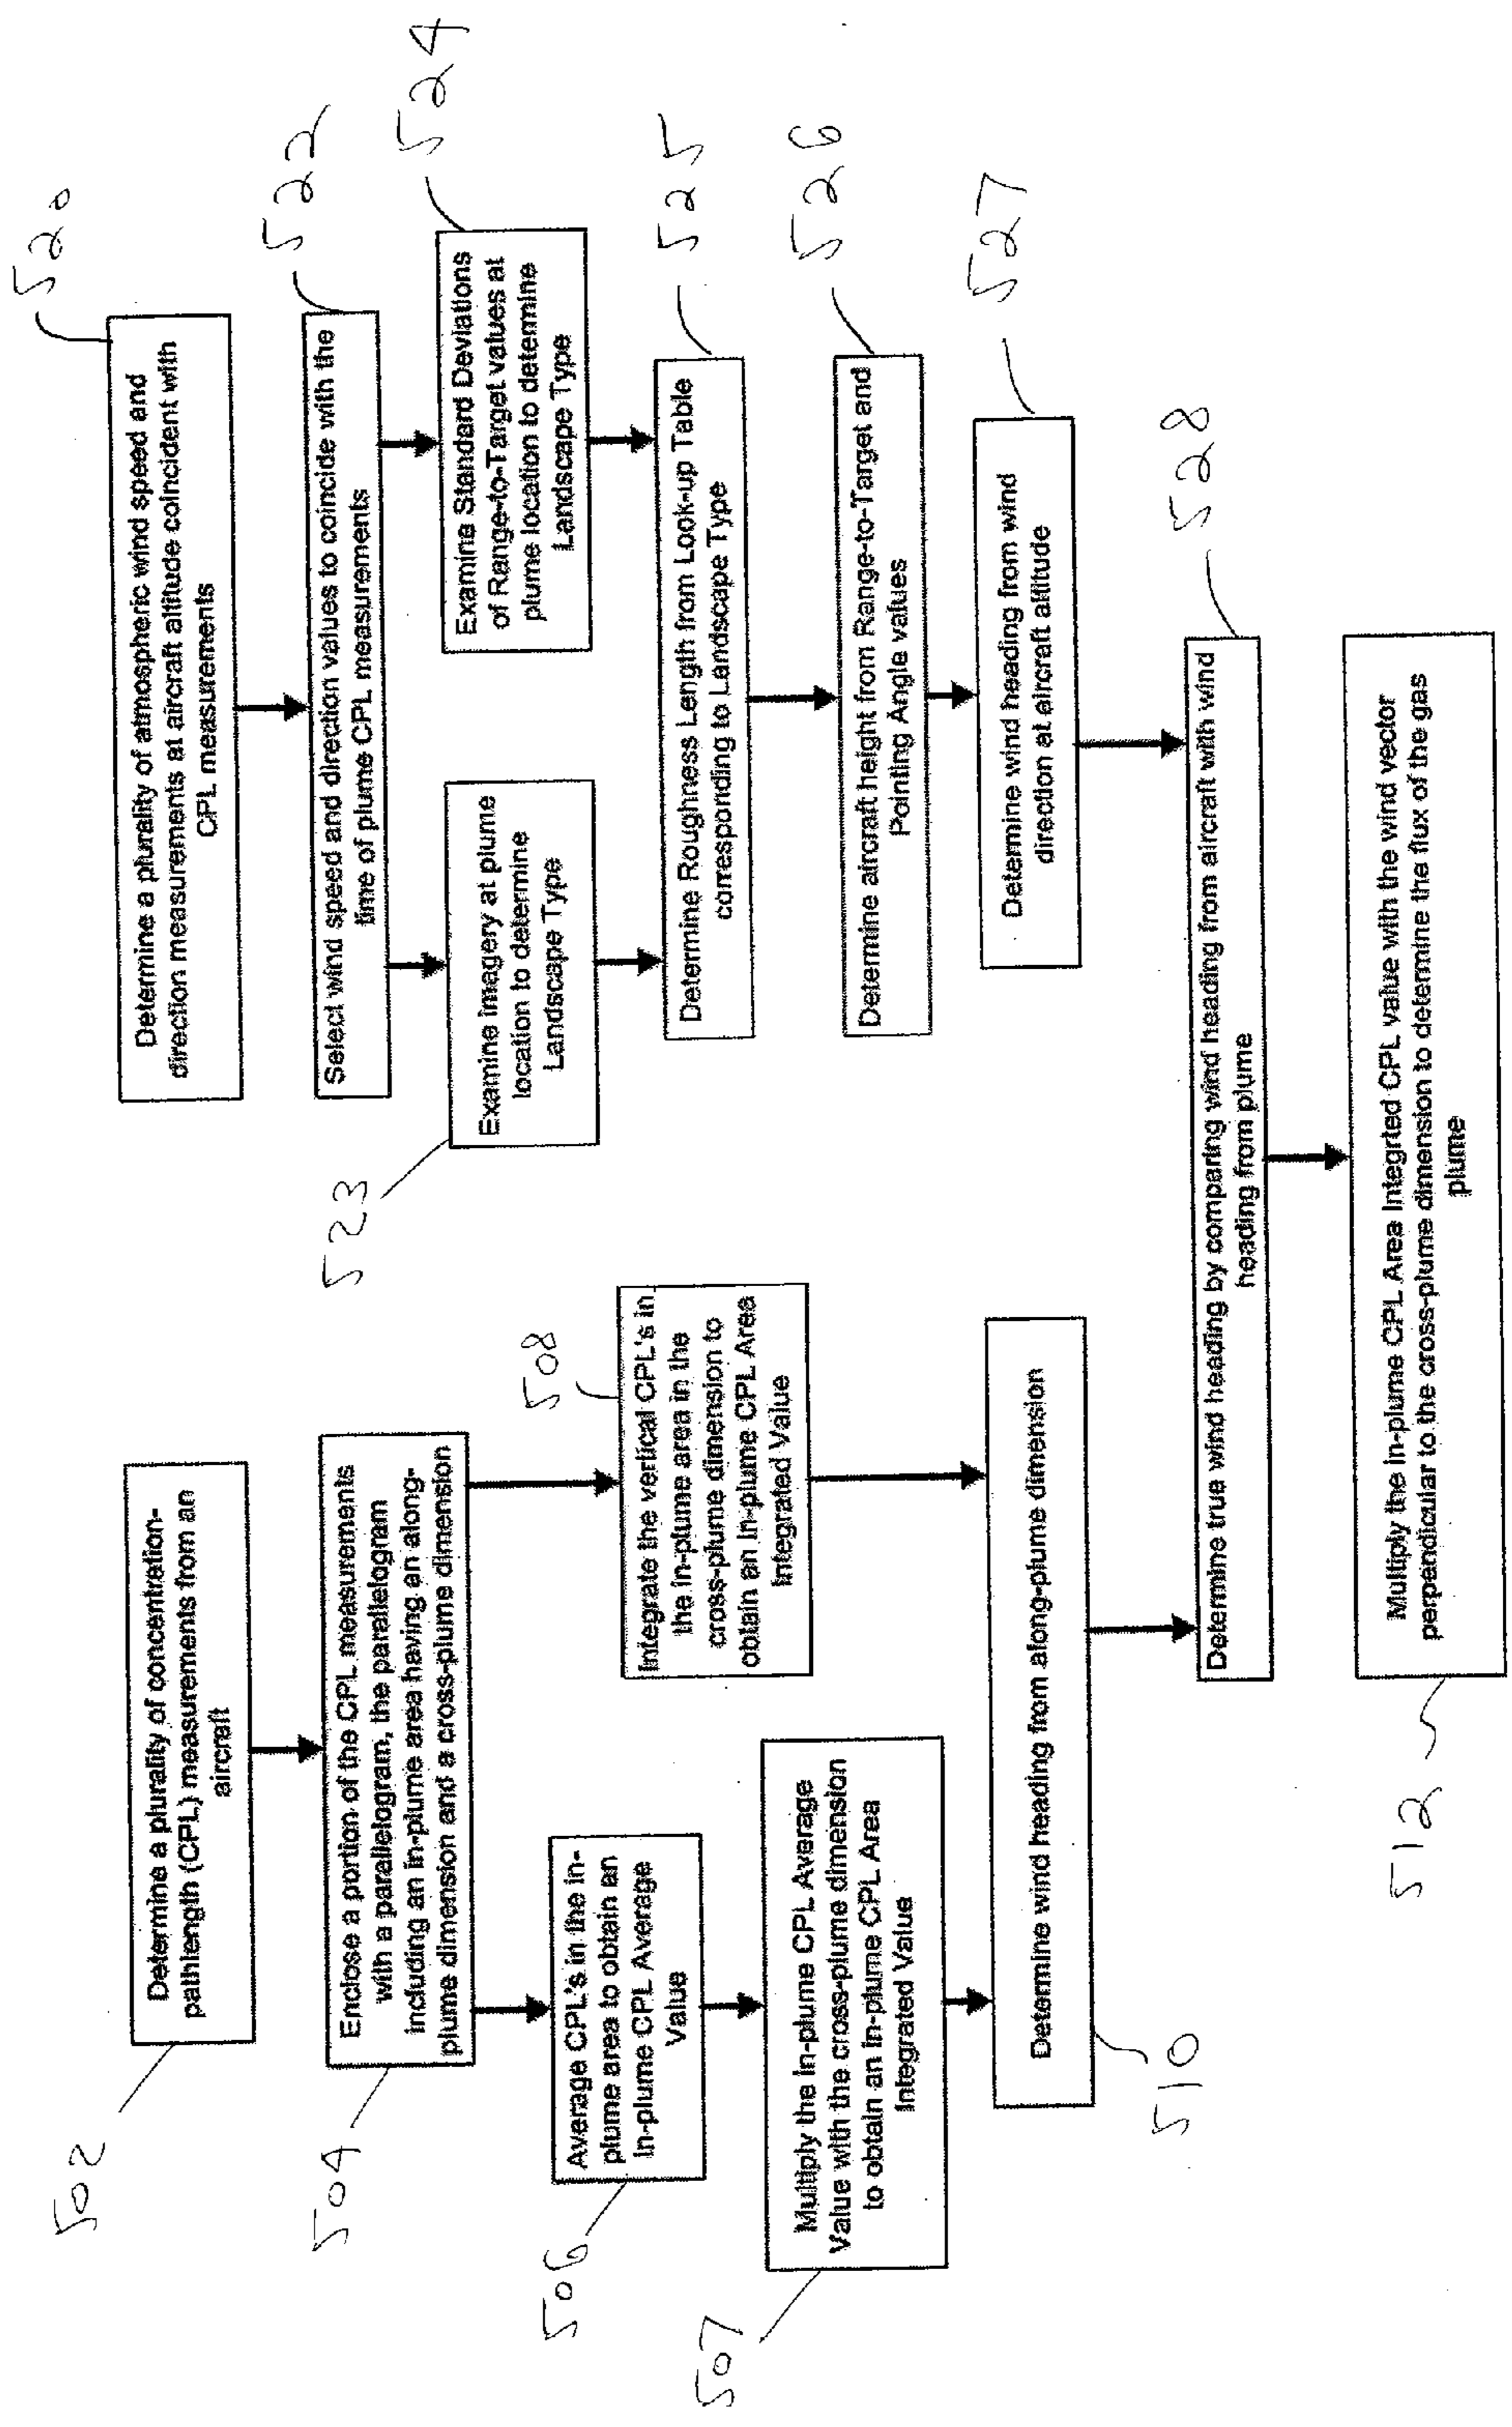 502
Determine a plurality of concentration-
pathlength (CPL) measurements from an
aircraft
504
Enclose a portion of the CPL measurements
with a parallelogram, the parallelogram
including an in-plume area having an along-
plume dimension and a cross-plume dimension
506
Average CPL's in the in-
plume area to obtain an
In-plume CPL Average
Value
507
Multiply the In-plume CPL Average
Value with the cross-plume dimension
to obtain an in-plume CPL Area
Integrated Value
508
Integrate the vertical CPL's in
the in-plume area in the
cross-plume dimension to
obtain an In-plume CPL Area
Integrated Value
510
Determine wind heading from along-plume dimension
520
Determine a plurality of atmospheric wind speed and
direction measurements at aircraft altitude coincident with
CPL measurements
522
Select wind speed and direction values to coincide with the
time of plume CPL measurements
523
Examine imagery at plume
location to determine
Landscape Type
524
Examine Standard Deviations
of Range-to-Target values at
plume location to determine
Landscape Type
525
Determine Roughness Length from Look-up Table
corresponding to Landscape Type
526
Determine aircraft height from Range-to-Target and
Pointing Angle values
527
Determine wind heading from wind
direction at aircraft altitude
528
Determine true wind heading by comparing wind heading from aircraft with wind
heading from plume
512
Multiply the in-plume CPL Area Integrted CPL value with the wind vector
perpendicular to the cross-plume dimension to determine the flux of the gas
plume